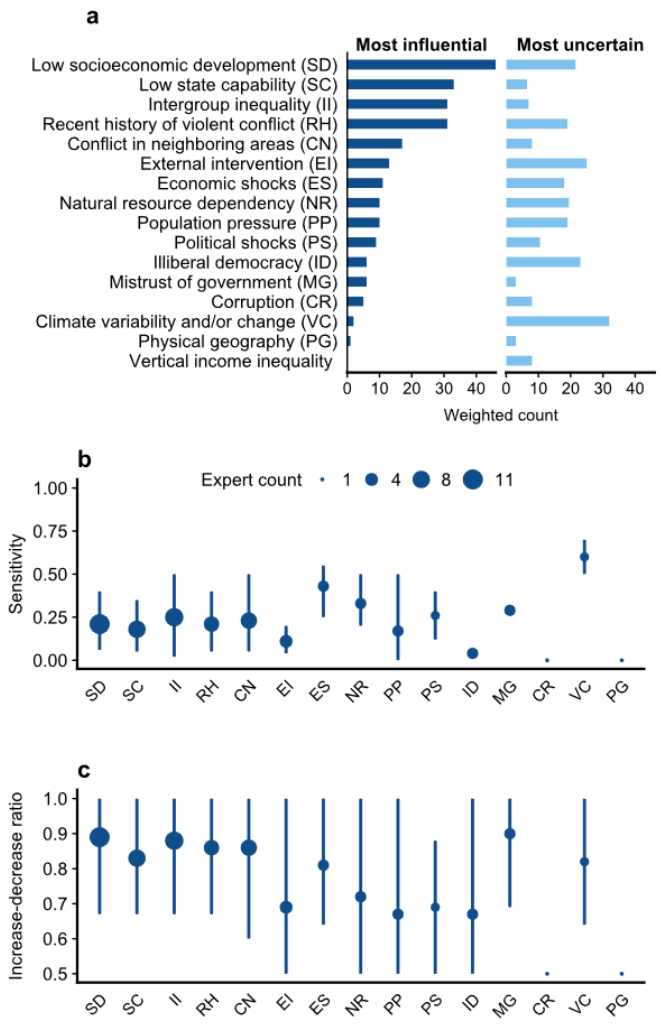 a
Most influential Most uncertain
Low socioeconomic development (SD)
Low state capability (SC)
Intergroup inequality (II)
Recent history of violent conflict (RH)
Conflict in neighboring areas (CN)
External intervention (EI)
Economic shocks (ES)
Natural resource dependency (NR)
Population pressure (PP)
Political shocks (PS)
Illiberal democracy (ID)
Mistrust of government (MG)
Corruption (CR)
Climate variability and/or change (VC)
Physical geography (PG)
Vertical income inequality
0 10 20 30 40 0 10 20 30 40
Weighted count
b
Expert count 1 4 8 11
Sensitivity
1.00
0.75
0.50
0.25
0.00
SD SC II RH CN EI ES NR PP PS ID MG CR VC PG
c
Increase-decrease ratio
1.0
0.9
0.8
0.7
0.6
0.5
SD SC II RH CN EI ES NR PP PS ID MG CR VC PG